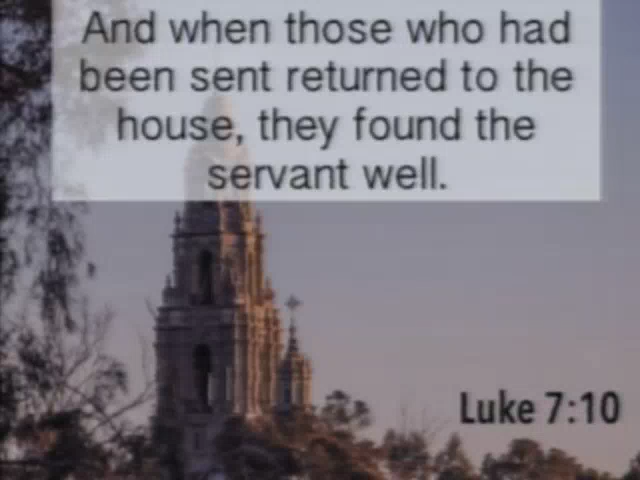 And when those who had
been sent returned to the
house, they found the
servant well.
Luke 7:10